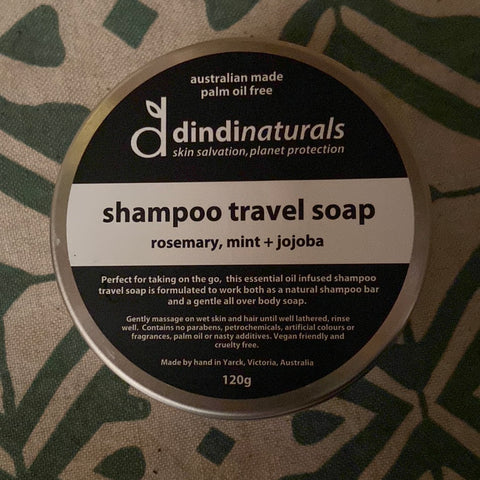 australian made
palm oil free
dindinaturals
skin salvation, planet protection
shampoo travel soap
rosemary, mint + jojoba
Perfect for taking on the go, this essential oil infused shampoo
travel soap is formulated to work both as a natural shampoo bar
and a gentle all over body soap.
Gently massage on wet skin and hair until well lathered, rinse
well. Contains no parabens, petrochemicals, artificial colours or
fragrances, palm oil or nasty additives. Vegan friendly and
cruelty free.
Made by hand in Yarck, Victoria, Australia
120g